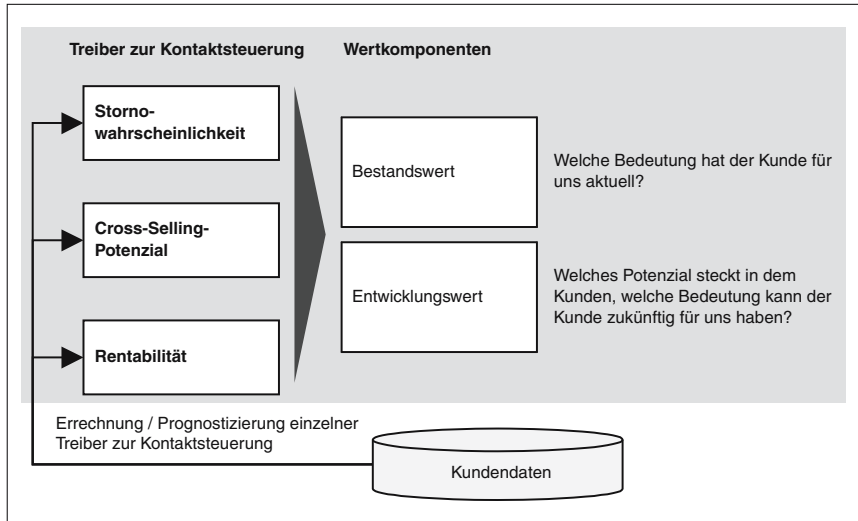 Treiber zur Kontaktsteuerung
Wertkomponenten
Storno-
wahrscheinlichkeit
Cross-Selling-
Potenzial
Rentabilität
Bestandswert
Welche Bedeutung hat der Kunde für
uns aktuell?
Entwicklungswert
Welches Potenzial steckt in dem
Kunden, welche Bedeutung kann der
Kunde zukünftig für uns haben?
Errechnung / Prognostizierung einzelner
Treiber zur Kontaktsteuerung
Kundendaten